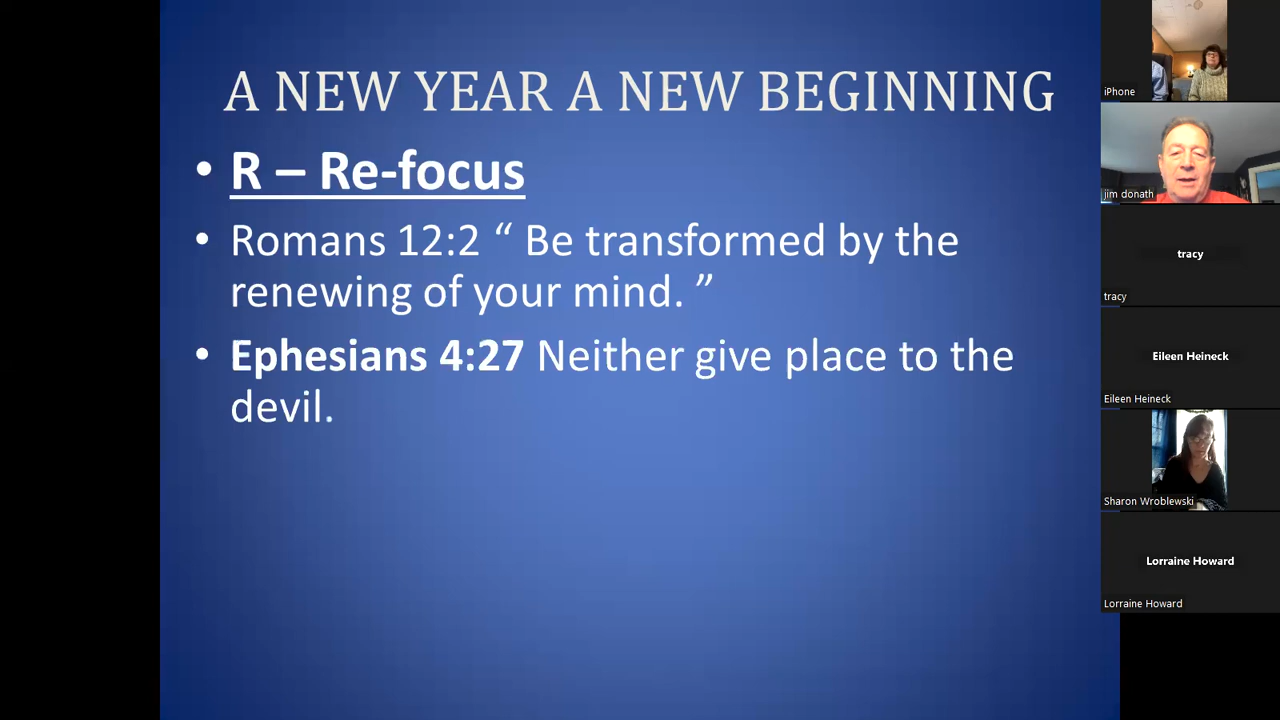 A NEW YEAR A NEW BEGINNING
• R – Re-focus
• Romans 12:2 “ Be transformed by the
renewing of your mind. ”
• Ephesians 4:27 Neither give place to the
devil.
iPhone
jim donath
tracy
tracy
Eileen Heineck
Eileen Heineck
Sharon Wroblewski
Lorraine Howard
Lorraine Howard